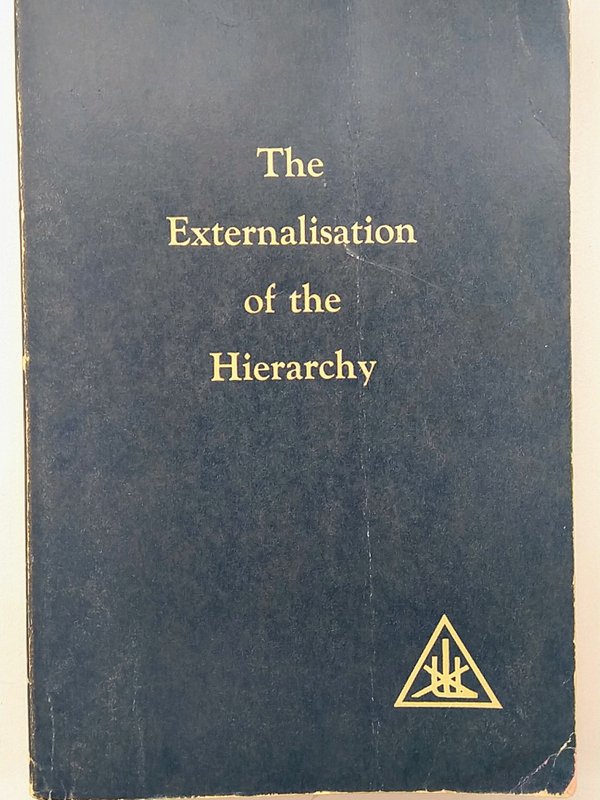 The
Externalisation
of the
Hierarchy